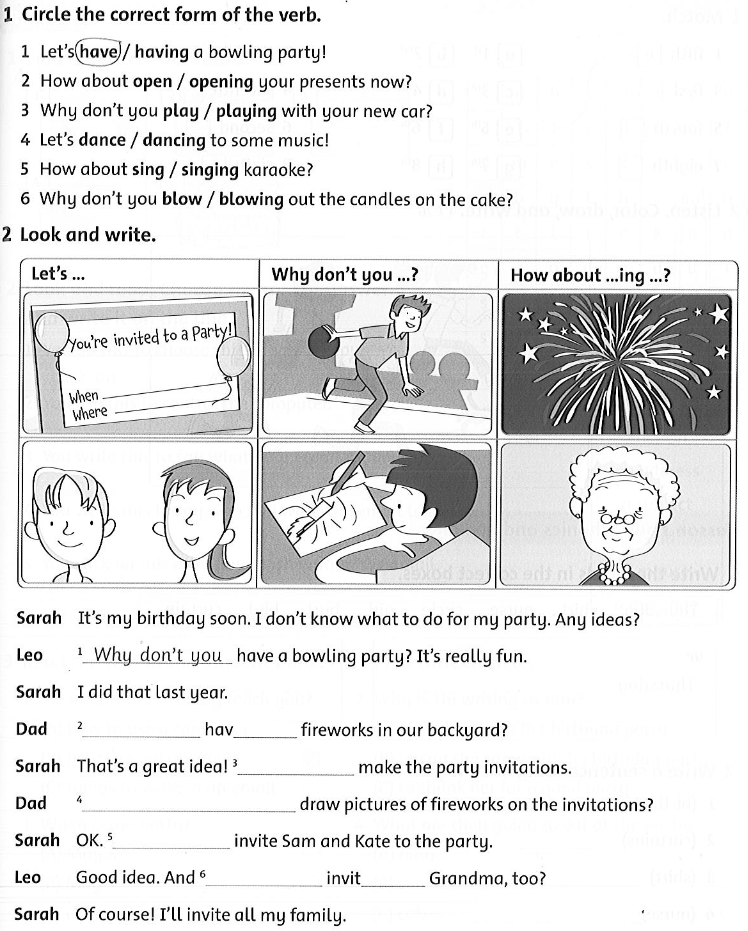 1 Circle the correct form of the verb.
1 Let's have / having a bowling party!
2 How about open / opening your presents now?
3 Why don't you play / playing with your new car?
4 Let's dance / dancing to some music!
5 How about sing / singing karaoke?
6 Why don't you blow / blowing out the candles on the cake?
2 Look and write.
Let's ... Why don't you ...? How about ...ing ...?
You're invited to a Party!
When
Where
Sarah It's my birthday soon. I don't know what to do for my party. Any ideas?
Leo 1 Why don't you have a bowling party? It's really fun.
Sarah I did that last year.
Dad 2 ________ hav________ fireworks in our backyard?
Sarah That's a great idea! 3 ________ make the party invitations.
Dad 4 ________ draw pictures of fireworks on the invitations?
Sarah OK. 5 ________ invite Sam and Kate to the party.
Leo Good idea. And 6 ________ invit________ Grandma, too?
Sarah Of course! I'll invite all my family.